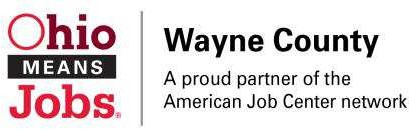 Ohio
MEANS
Jobs®
Wayne County
A proud partner of the
American Job Center network